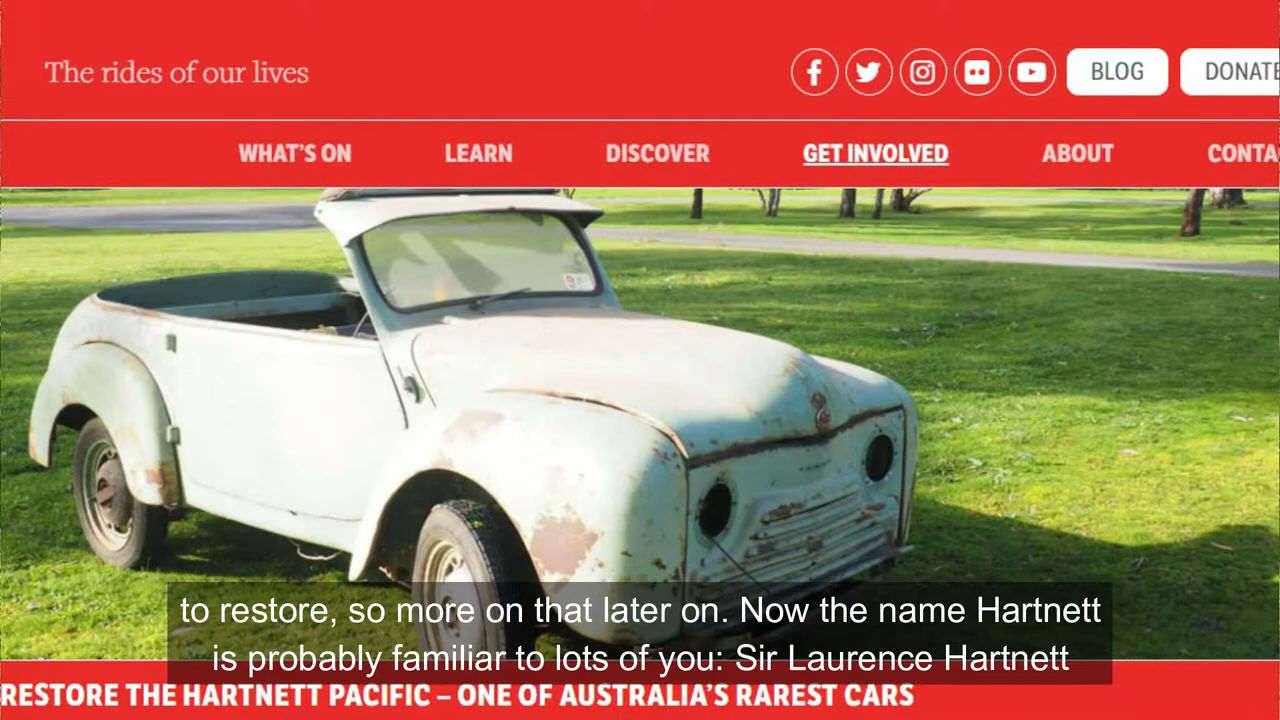 The rides of our lives
BLOG
DONATE
WHAT'S ON
LEARN
DISCOVER
GET INVOLVED
ABOUT
CONTA
to restore, so more on that later on. Now the name Hartnett
is probably familiar to lots of you: Sir Laurence Hartnett
RESTORE THE HARTNETT PACIFIC – ONE OF AUSTRALIA'S RAREST CARS